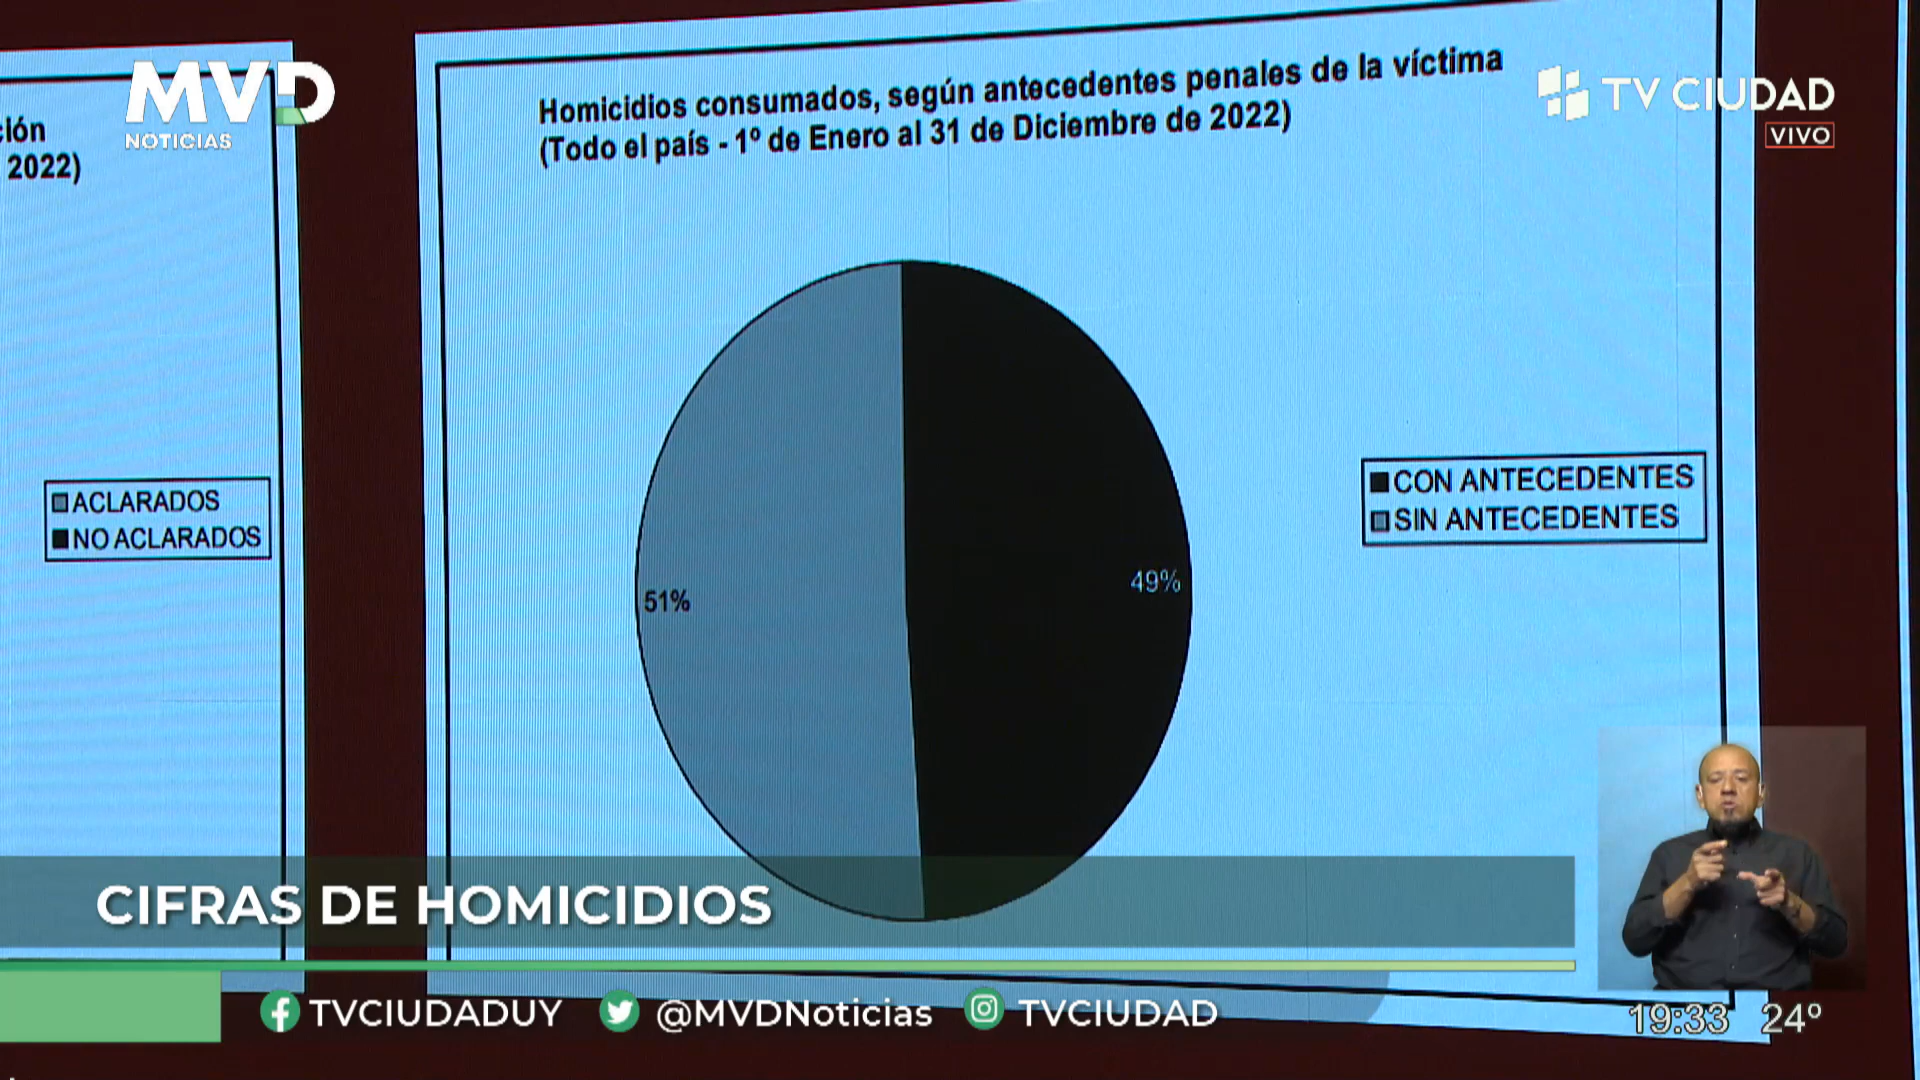 MVD
NOTICIAS
TV CIUDAD
VIVO
2022)
ACLARADOS
NO ACLARADOS
Homicidios consumados, según antecedentes penales de la víctima
(Todo el país - 1º de Enero al 31 de Diciembre de 2022)
51%
49%
CON ANTECEDENTES
SIN ANTECEDENTES
CIFRAS DE HOMICIDIOS
TVCIUDADUY @MVDNoticias TVCIUDAD
19:33 24º